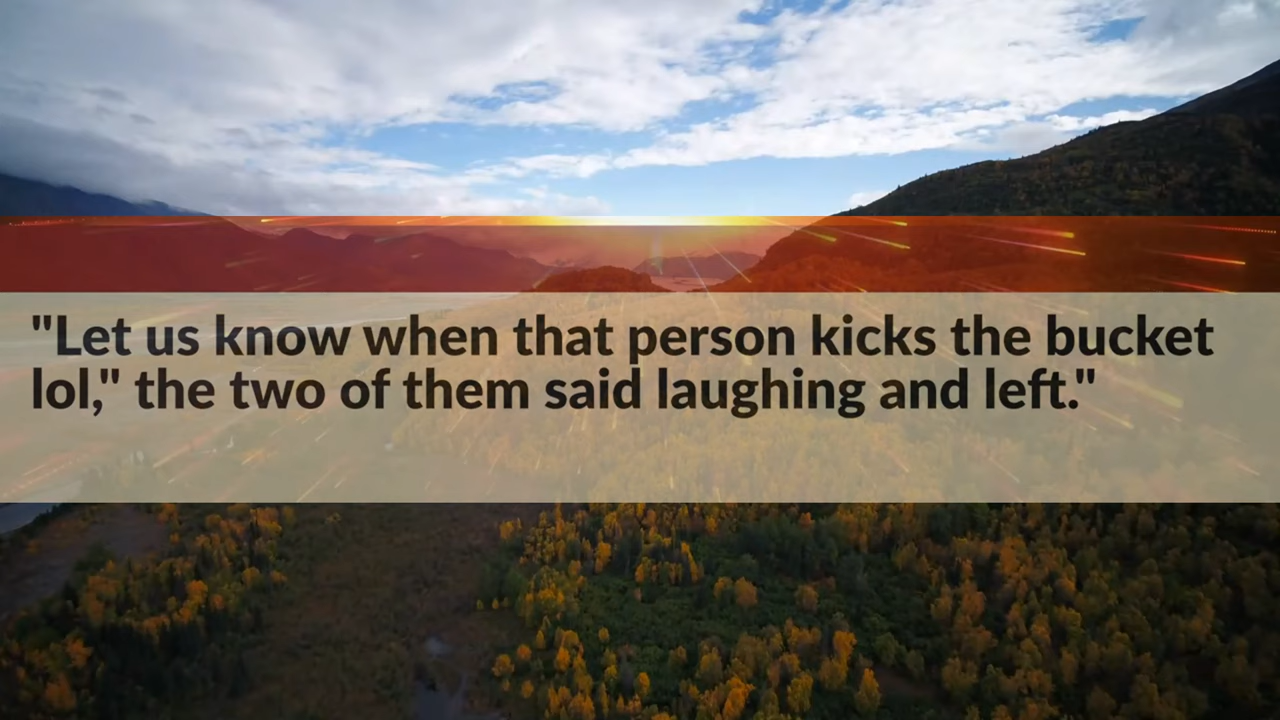 "Let us know when that person kicks the bucket
lol," the two of them said laughing and left."